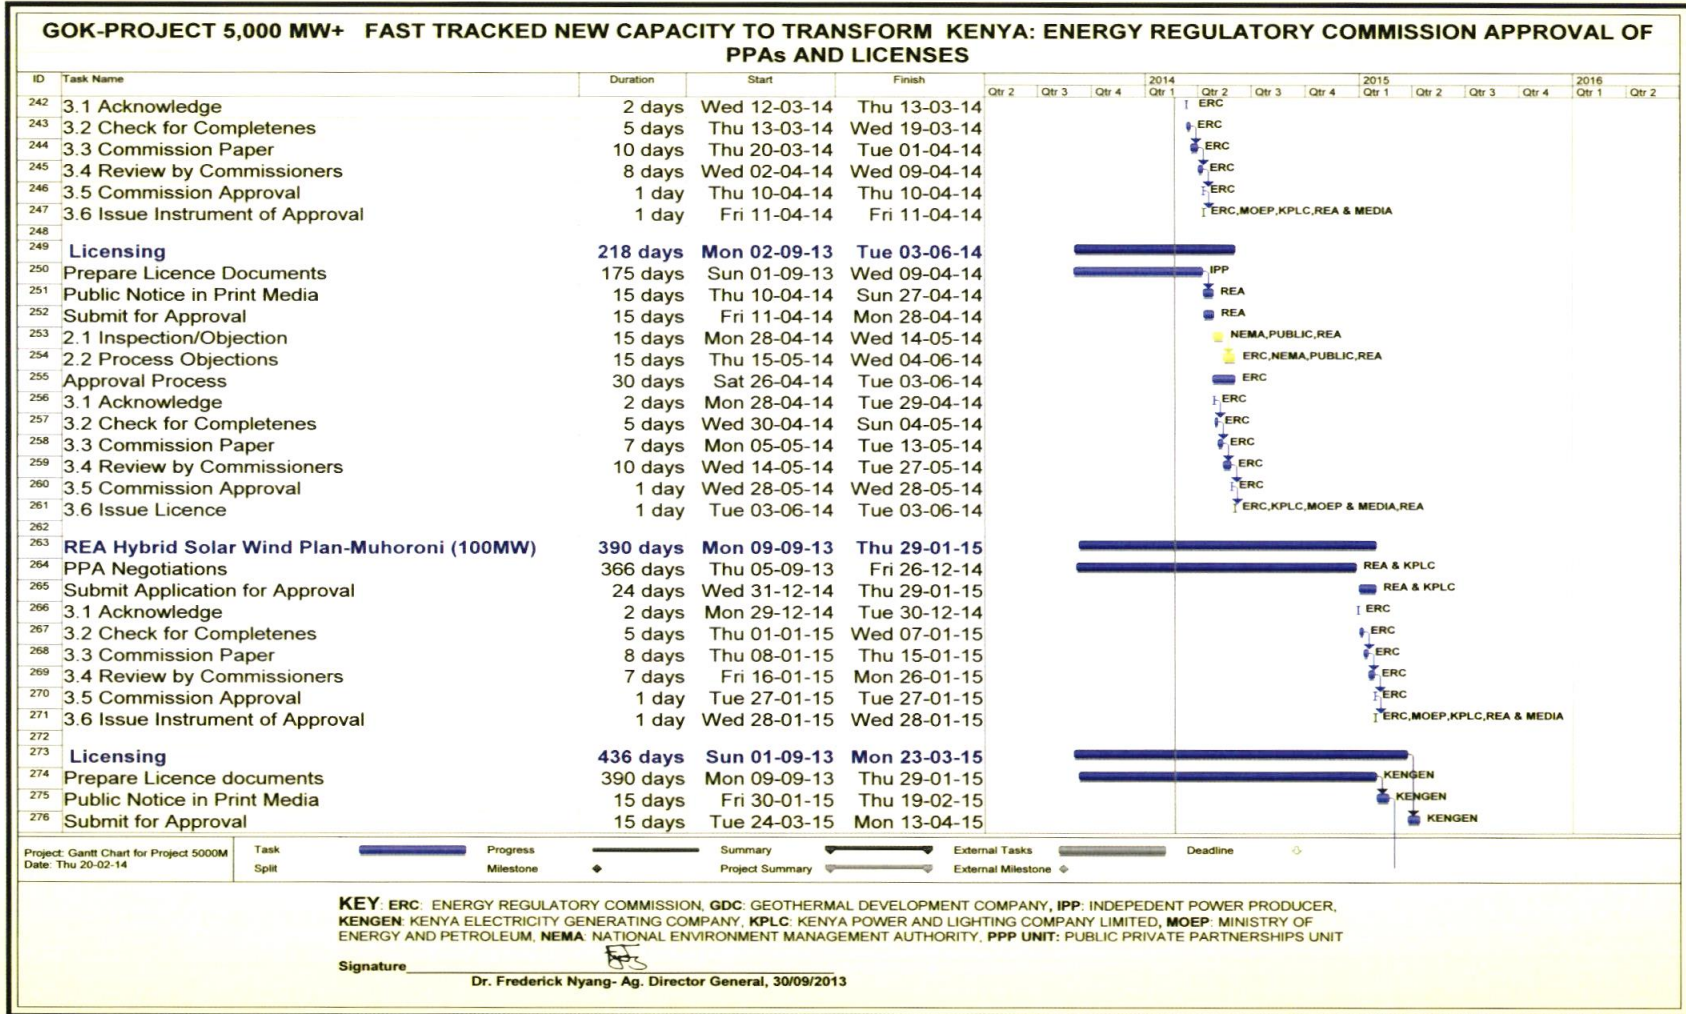 GOK-PROJECT 5,000 MW+ FAST TRACKED NEW CAPACITY TO TRANSFORM KENYA: ENERGY REGULATORY COMMISSION APPROVAL OF
PPAs AND LICENSES
ID Task Name Duration Start Finish 2014 2015 2016
Qtr 2 Qtr 3 Qtr 4 Qtr 1 Qtr 2 Qtr 3 Qtr 4 Qtr 1 Qtr 2 Qtr 3 Qtr 4 Qtr 1 Qtr 2
242 3.1 Acknowledge 2 days Wed 12-03-14 Thu 13-03-14 ERC
243 3.2 Check for Completenes 5 days Thu 13-03-14 Wed 19-03-14 ERC
244 3.3 Commission Paper 10 days Thu 20-03-14 Tue 01-04-14 ERC
245 3.4 Review by Commissioners 8 days Wed 02-04-14 Wed 09-04-14 ERC
246 3.5 Commission Approval 1 day Thu 10-04-14 Thu 10-04-14 ERC
247 3.6 Issue Instrument of Approval 1 day Fri 11-04-14 Fri 11-04-14 ERC,MOEP,KPLC,REA & MEDIA
248
249 Licensing 218 days Mon 02-09-13 Tue 03-06-14
250 Prepare Licence Documents 175 days Sun 01-09-13 Wed 09-04-14 IPP
251 Public Notice in Print Media 15 days Thu 10-04-14 Sun 27-04-14 REA
252 Submit for Approval 15 days Fri 11-04-14 Mon 28-04-14 REA
253 2.1 Inspection/Objection 15 days Mon 28-04-14 Wed 14-05-14 NEMA,PUBLIC,REA
254 2.2 Process Objections 15 days Thu 15-05-14 Wed 04-06-14 ERC,NEMA,PUBLIC,REA
255 Approval Process 30 days Sat 26-04-14 Tue 03-06-14 ERC
256 3.1 Acknowledge 2 days Mon 28-04-14 Tue 29-04-14 ERC
257 3.2 Check for Completenes 5 days Wed 30-04-14 Sun 04-05-14 ERC
258 3.3 Commission Paper 7 days Mon 05-05-14 Tue 13-05-14 ERC
259 3.4 Review by Commissioners 10 days Wed 14-05-14 Tue 27-05-14 ERC
260 3.5 Commission Approval 1 day Wed 28-05-14 Wed 28-05-14 ERC
261 3.6 Issue Licence 1 day Tue 03-06-14 Tue 03-06-14 ERC,KPLC,MOEP & MEDIA,REA
262
263 REA Hybrid Solar Wind Plan-Muhoroni (100MW) 390 days Mon 09-09-13 Thu 29-01-15
264 PPA Negotiations 366 days Thu 05-09-13 Fri 26-12-14 REA & KPLC
265 Submit Application for Approval 24 days Wed 31-12-14 Thu 29-01-15 REA & KPLC
266 3.1 Acknowledge 2 days Mon 29-12-14 Tue 30-12-14 ERC
267 3.2 Check for Completenes 5 days Thu 01-01-15 Wed 07-01-15 ERC
268 3.3 Commission Paper 8 days Thu 08-01-15 Thu 15-01-15 ERC
269 3.4 Review by Commissioners 7 days Fri 16-01-15 Mon 26-01-15 ERC
270 3.5 Commission Approval 1 day Tue 27-01-15 Tue 27-01-15 ERC
271 3.6 Issue Instrument of Approval 1 day Wed 28-01-15 Wed 28-01-15 ERC,MOEP,KPLC,REA & MEDIA
272
273 Licensing 436 days Sun 01-09-13 Mon 23-03-15
274 Prepare Licence documents 390 days Mon 09-09-13 Thu 29-01-15 KENGEN
275 Public Notice in Print Media 15 days Fri 30-01-15 Thu 19-02-15 KENGEN
276 Submit for Approval 15 days Tue 24-03-15 Mon 13-04-15 KENGEN
Project: Gantt Chart for Project 5000M Task Progress Summary External Tasks Deadline
Date: Thu 20-02-14 Split Milestone Project Summary External Milestone
KEY: ERC: ENERGY REGULATORY COMMISSION, GDC: GEOTHERMAL DEVELOPMENT COMPANY, IPP: INDEPEDENT POWER PRODUCER,
KENGEN: KENYA ELECTRICITY GENERATING COMPANY, KPLC: KENYA POWER AND LIGHTING COMPANY LIMITED, MOEP: MINISTRY OF
ENERGY AND PETROLEUM, NEMA: NATIONAL ENVIRONMENT MANAGEMENT AUTHORITY, PPP UNIT: PUBLIC PRIVATE PARTNERSHIPS UNIT
Signature
Dr. Frederick Nyang- Ag. Director General, 30/09/2013